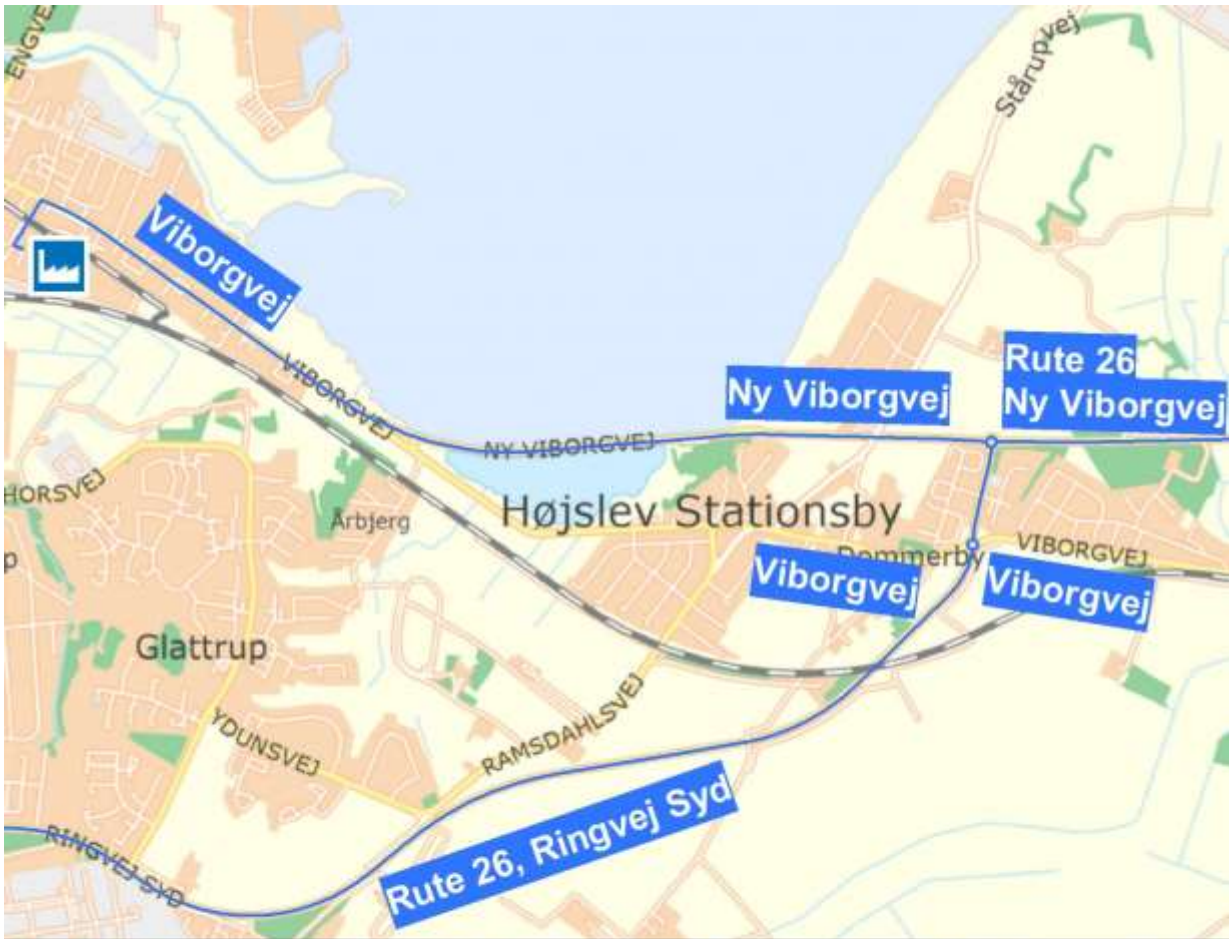 ENGVEJ
Stårupvej
Viborgvej
VIBORGVEJ
Ny Viborgvej
Rute 26
Ny Viborgvej
NY VIBORGVEJ
HORSVEJ
Årbjerg
Højslev Stationsby
p
Dommerby
VIBORGVEJ
Viborgvej
Viborgvej
Glattrup
YDUNSVEJ
RAMSDAHLSVEJ
Rute 26, Ringvej Syd
RINGVEJ SYD